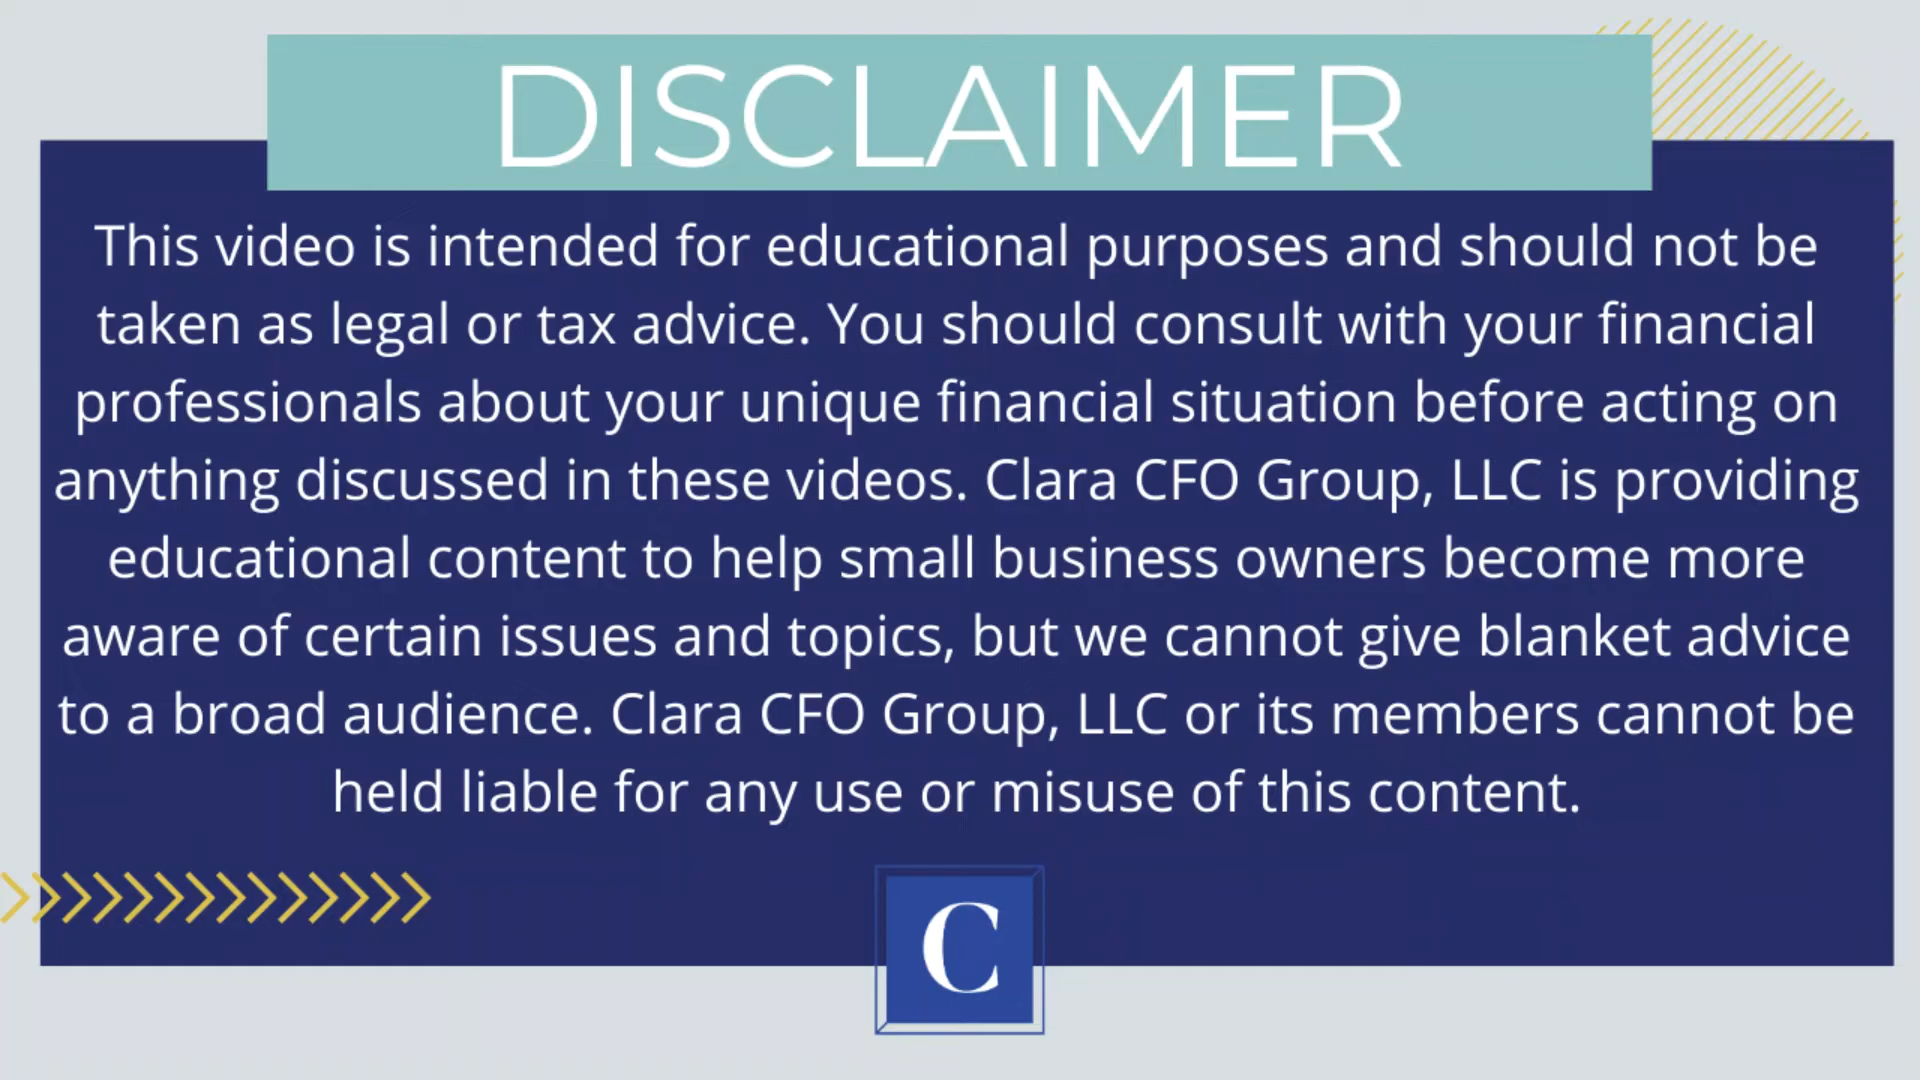 DISCLAIMER
This video is intended for educational purposes and should not be
taken as legal or tax advice. You should consult with your financial
professionals about your unique financial situation before acting on
anything discussed in these videos. Clara CFO Group, LLC is providing
educational content to help small business owners become more
aware of certain issues and topics, but we cannot give blanket advice
to a broad audience. Clara CFO Group, LLC or its members cannot be
held liable for any use or misuse of this content.
C